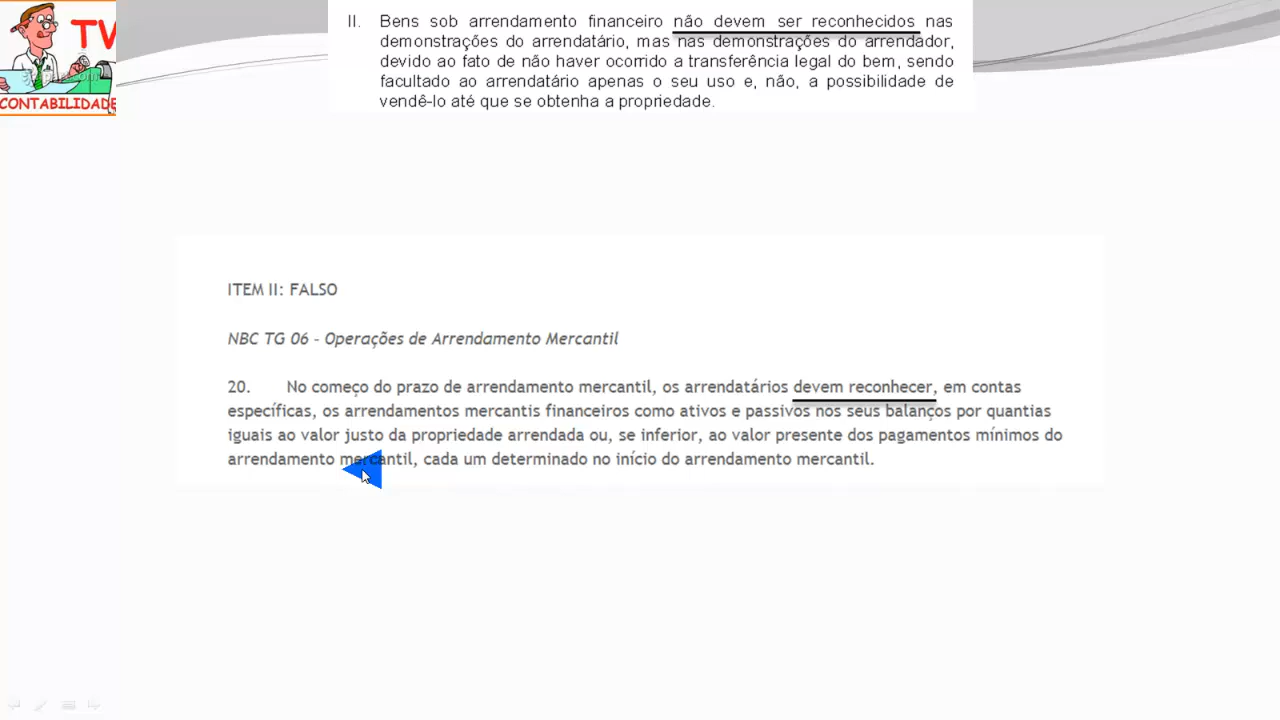 TV
CONTABILIDADE
II. Bens sob arrendamento financeiro não devem ser reconhecidos nas
demonstrações do arrendatário, mas nas demonstrações do arrendador,
devido ao fato de não haver ocorrido a transferência legal do bem, sendo
facultado ao arrendatário apenas o seu uso e, não, a possibilidade de
vendê-lo até que se obtenha a propriedade.
ITEM II: FALSO
NBC TG 06 – Operações de Arrendamento Mercantil
20. No começo do prazo de arrendamento mercantil, os arrendatários devem reconhecer, em contas
específicas, os arrendamentos mercantis financeiros como ativos e passivos nos seus balanços por quantias
iguais ao valor justo da propriedade arrendada ou, se inferior, ao valor presente dos pagamentos mínimos do
arrendamento mercantil, cada um determinado no início do arrendamento mercantil.